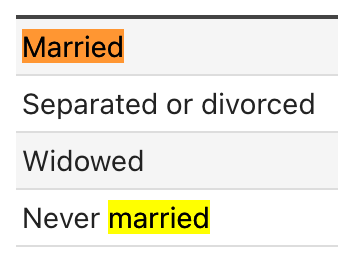 Married
Separated or divorced
Widowed
Never married